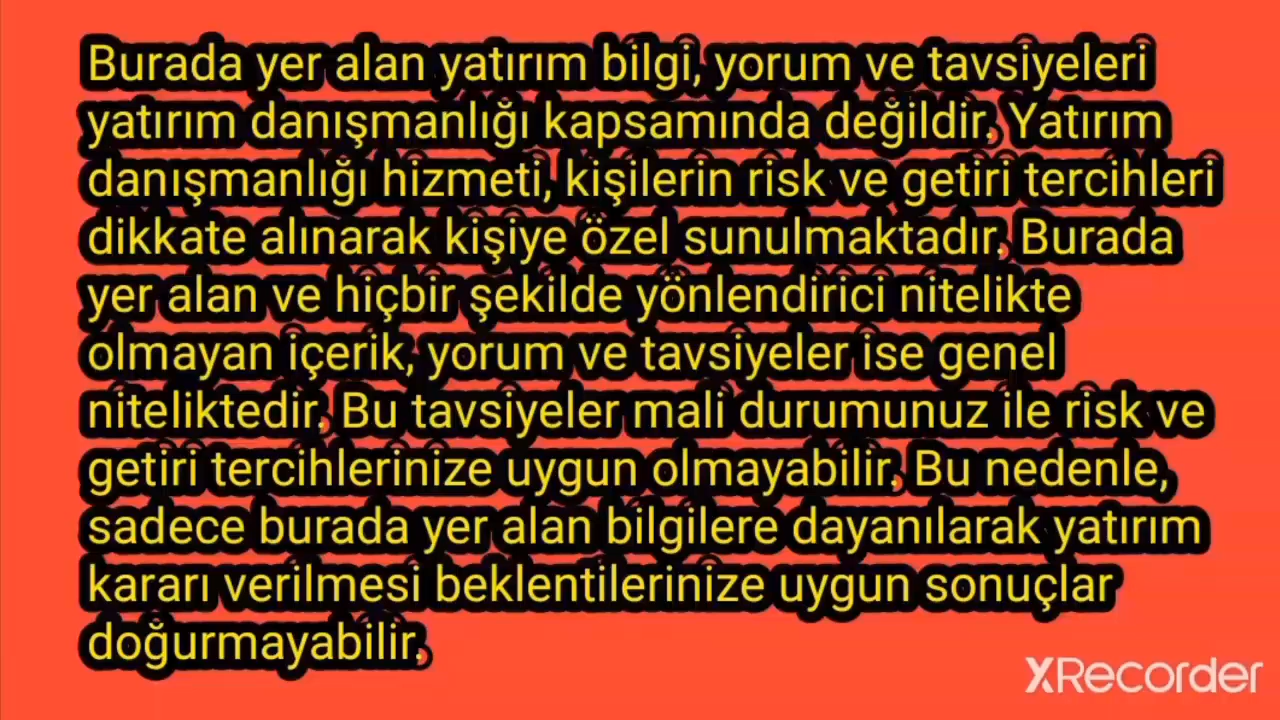 Burada yer alan yatırım bilgi, yorum ve tavsiyeleri
yatırım danışmanlığı kapsamında değildir. Yatırım
danışmanlığı hizmeti, kişilerin risk ve getiri tercihleri
dikkate alınarak kişiye özel sunulmaktadır. Burada
yer alan ve hiçbir şekilde yönlendirici nitelikte
olmayan içerik, yorum ve tavsiyeler ise genel
niteliktedir. Bu tavsiyeler mali durumunuz ile risk ve
getiri tercihlerinize uygun olmayabilir. Bu nedenle,
sadece burada yer alan bilgilere dayanılarak yatırım
kararı verilmesi beklentilerinize uygun sonuçlar
doğurmayabilir.
XRecorder